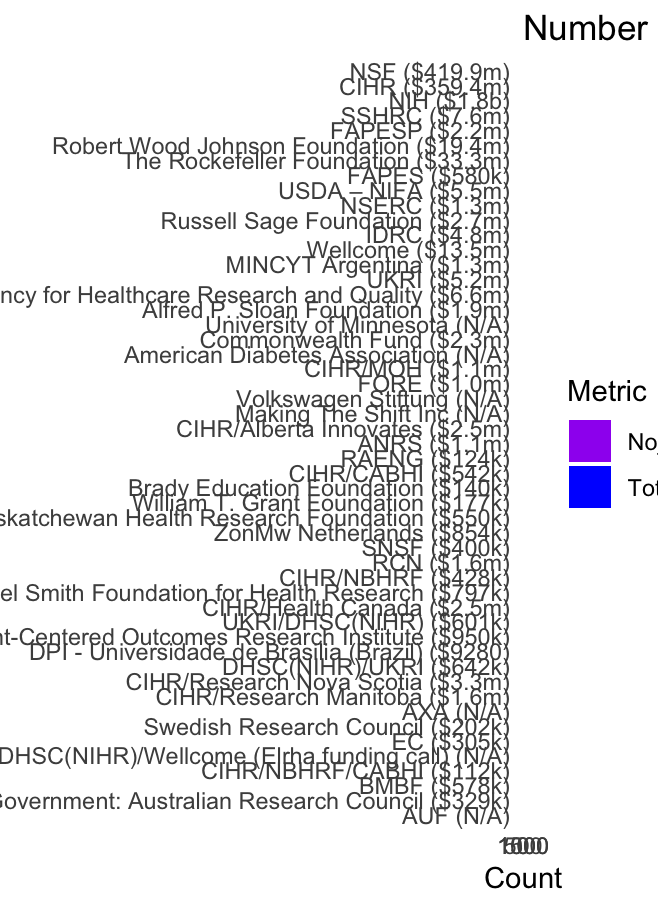 Number
NSF ($419.9m)
CIHR ($359.4m)
NIH ($1.8b)
SSHRC ($7.6m)
FAPESP ($2.2m)
Robert Wood Johnson Foundation ($19.4m)
The Rockefeller Foundation ($33.3m)
FAPES ($580k)
USDA – NIFA ($5.5m)
NSERC ($1.3m)
Russell Sage Foundation ($2.7m)
IDRC ($4.8m)
Wellcome ($13.5m)
MINCYT Argentina ($1.3m)
UKRI ($5.2m)
ncy for Healthcare Research and Quality ($6.6m)
Alfred P. Sloan Foundation ($1.9m)
University of Minnesota (N/A)
Commonwealth Fund ($2.3m)
American Diabetes Association (N/A)
CIHR/MOH ($1.1m)
FORE ($1.0m)
Volkswagen Stiftung (N/A)
Making The Shift Inc (N/A)
CIHR/Alberta Innovates ($2.5m)
ANRS ($1.1m)
RAENG ($124k)
CIHR/CABHI ($542k)
Brady Education Foundation ($140k)
William T. Grant Foundation ($177k)
skatchewan Health Research Foundation ($550k)
ZonMw Netherlands ($854k)
SNSF ($400k)
RCN ($1.6m)
CIHR/NBHRF ($428k)
el Smith Foundation for Health Research ($797k)
CIHR/Health Canada ($2.5m)
UKRI/DHSC(NIHR) ($601k)
nt-Centered Outcomes Research Institute ($950k)
DPI - Universidade de Brasilia (Brazil) ($9280)
DHSC(NIHR)/UKRI ($642k)
CIHR/Research Nova Scotia ($3.3m)
CIHR/Research Manitoba ($1.6m)
AXA (N/A)
Swedish Research Council ($202k)
EC ($305k)
DHSC(NIHR)/Wellcome (Elrha funding call) (N/A)
CIHR/NBHRF/CABHI ($112k)
BMBF ($578k)
Government: Australian Research Council ($329k)
AUF (N/A)
Count
Metric
No
Tot